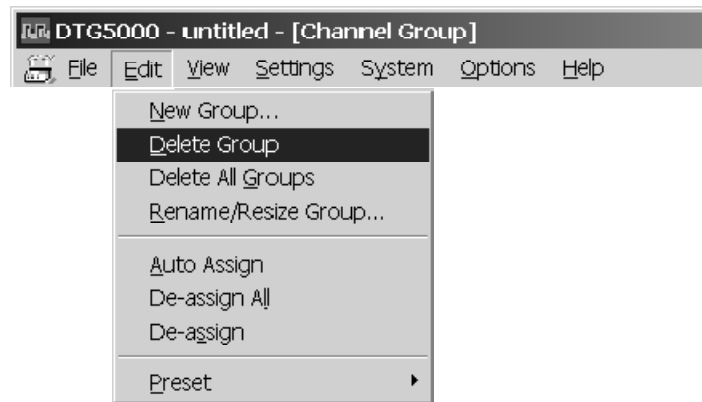 DTG5000 - untitled - [Channel Group]
File Edit View Settings System Options Help
New Group...
Delete Group
Delete All Groups
Rename/Resize Group...
Auto Assign
De-assign All
De-assign
Preset